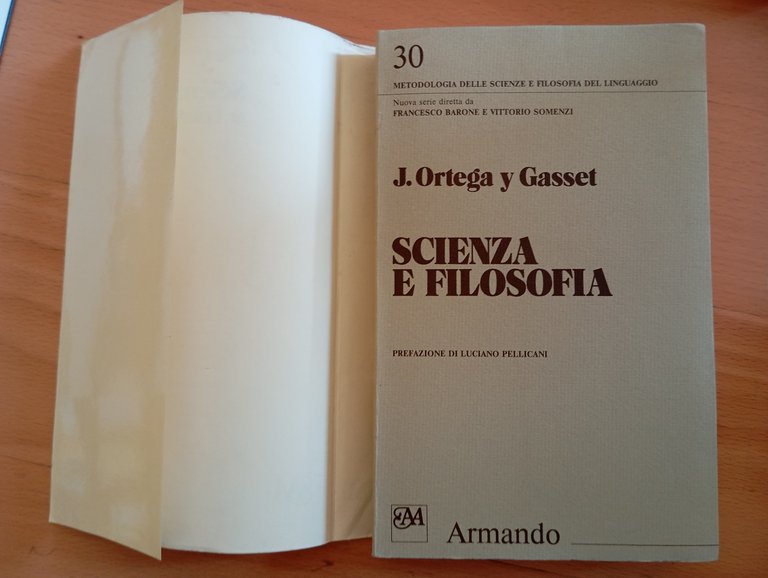 30
METODOLOGIA DELLE SCIENZE E FILOSOFIA DEL LINGUAGGIO
Nuova serie diretta da
FRANCESCO BARONE E VITTORIO SOMENZI
J. Ortega y Gasset
SCIENZA
E FILOSOFIA
PREFAZIONE DI LUCIANO PELLICANI
EAA
Armando